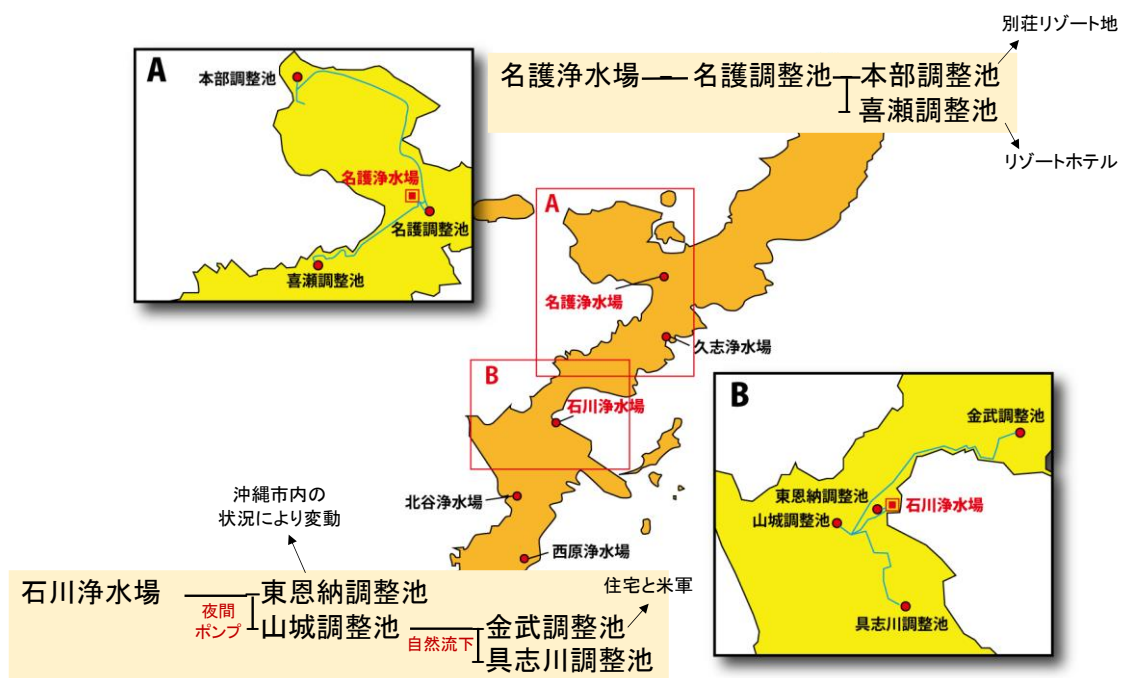 別荘リゾート地
名護浄水場 名護調整池 本部調整池
喜瀬調整池
リゾートホテル
A
本部調整池
名護浄水場
名護調整池
喜瀬調整池
A
名護浄水場
久志浄水場
B
石川浄水場
北谷浄水場
西原浄水場
B
金武調整池
東恩納調整池
石川浄水場
山城調整池
具志川調整池
沖縄市内の
状況により変動
石川浄水場 東恩納調整池
夜間
ポンプ
山城調整池 金武調整池
自然流下
具志川調整池
住宅と米軍